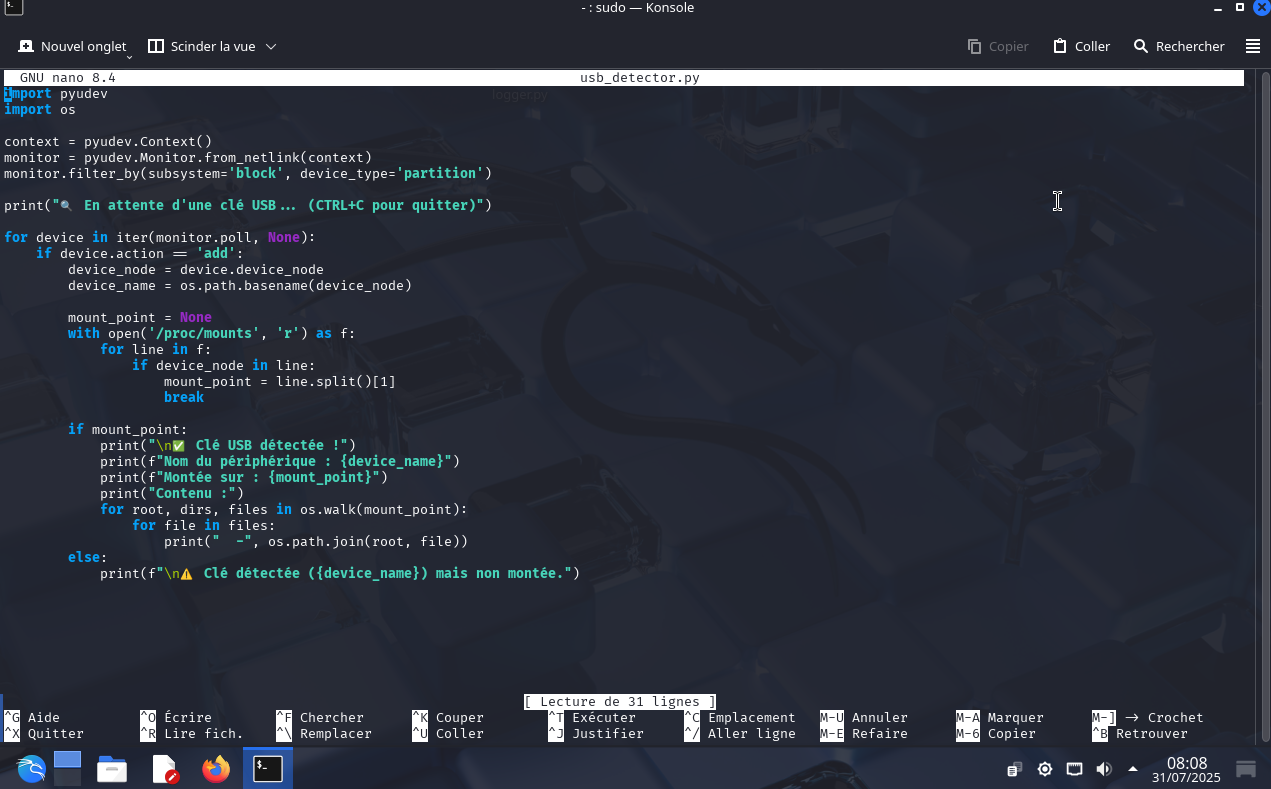 - : sudo — Konsole
Nouvel onglet Scinder la vue Copier Coller Rechercher
GNU nano 8.4 usb_detector.py
import pyudev
logger.py
import os
context = pyudev.Context()
monitor = pyudev.Monitor.from_netlink(context)
monitor.filter_by(subsystem='block', device_type='partition')
print("🔍 En attente d'une clé USB... (CTRL+C pour quitter)")
for device in iter(monitor.poll, None):
    if device.action == 'add':
        device_node = device.device_node
        device_name = os.path.basename(device_node)
        mount_point = None
        with open('/proc/mounts', 'r') as f:
            for line in f:
                if device_node in line:
                    mount_point = line.split()[1]
                    break
        if mount_point:
            print("\n✅ Clé USB détectée !")
            print(f"Nom du périphérique : {device_name}")
            print(f"Montée sur : {mount_point}")
            print("Contenu :")
            for root, dirs, files in os.walk(mount_point):
                for file in files:
                    print("  -", os.path.join(root, file))
        else:
            print(f"\n⚠️ Clé détectée ({device_name}) mais non montée.")
[ Lecture de 31 lignes ]
^G Aide ^O Écrire ^F Chercher ^K Couper ^T Exécuter ^C Emplacement M-U Annuler M-A Marquer M-] → Crochet
^X Quitter ^R Lire fich. ^\ Remplacer ^U Coller ^J Justifier ^/ Aller ligne M-E Refaire M-6 Copier ^B Retrouver
08:08
31/07/2025